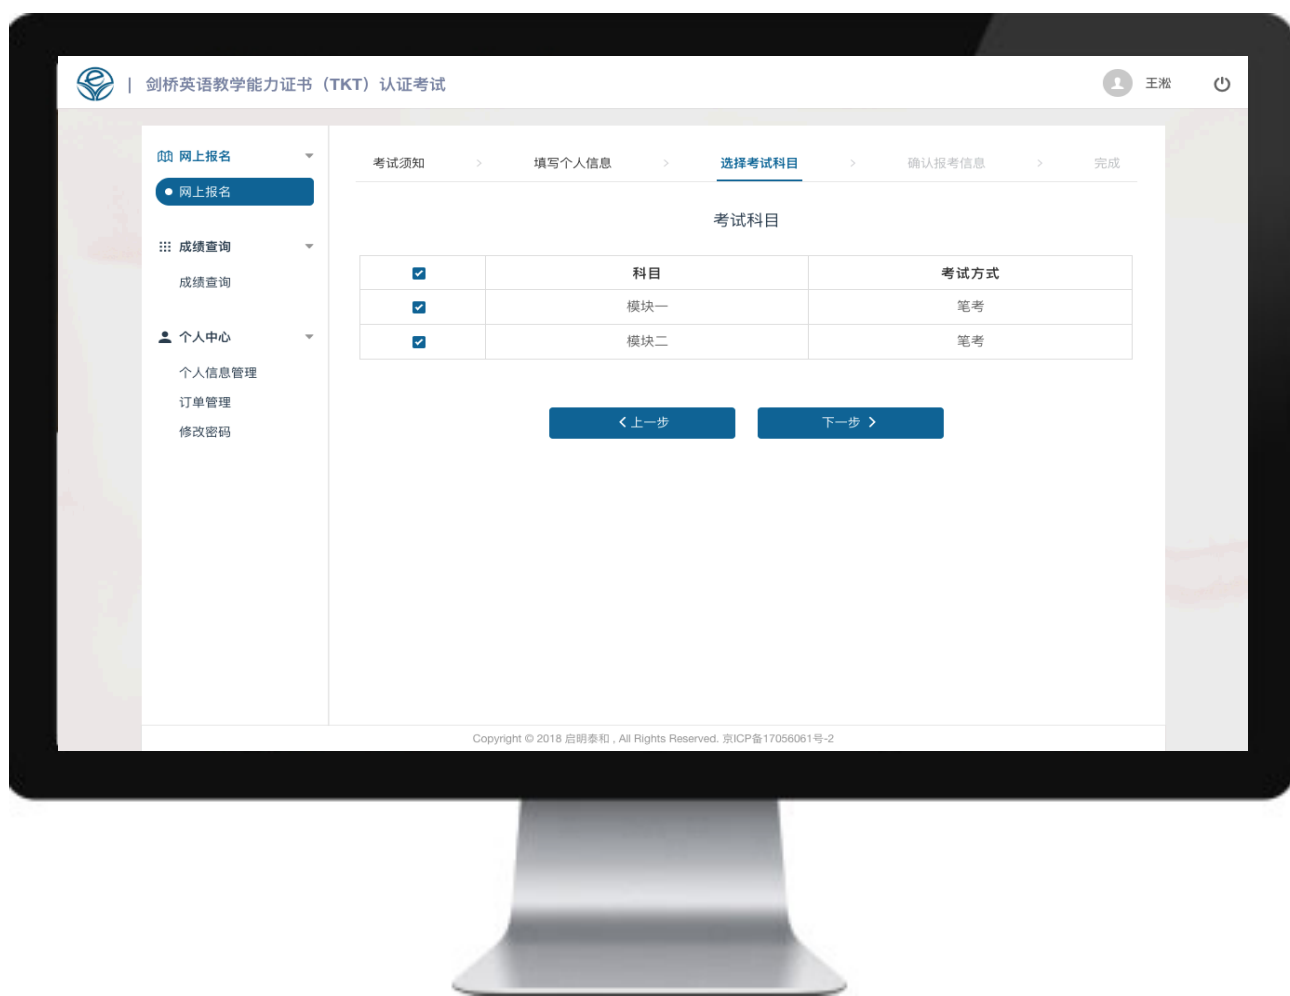 | 剑桥英语教学能力证书（TKT）认证考试
王淞
网上报名
网上报名
成绩查询
成绩查询
个人中心
个人信息管理
订单管理
修改密码
考试须知 > 填写个人信息 > 选择考试科目 > 确认报考信息 > 完成
考试科目
科目 考试方式
模块一 笔考
模块二 笔考
上一步 下一步
Copyright © 2018 启明泰和 , All Rights Reserved. 京ICP备17056061号-2